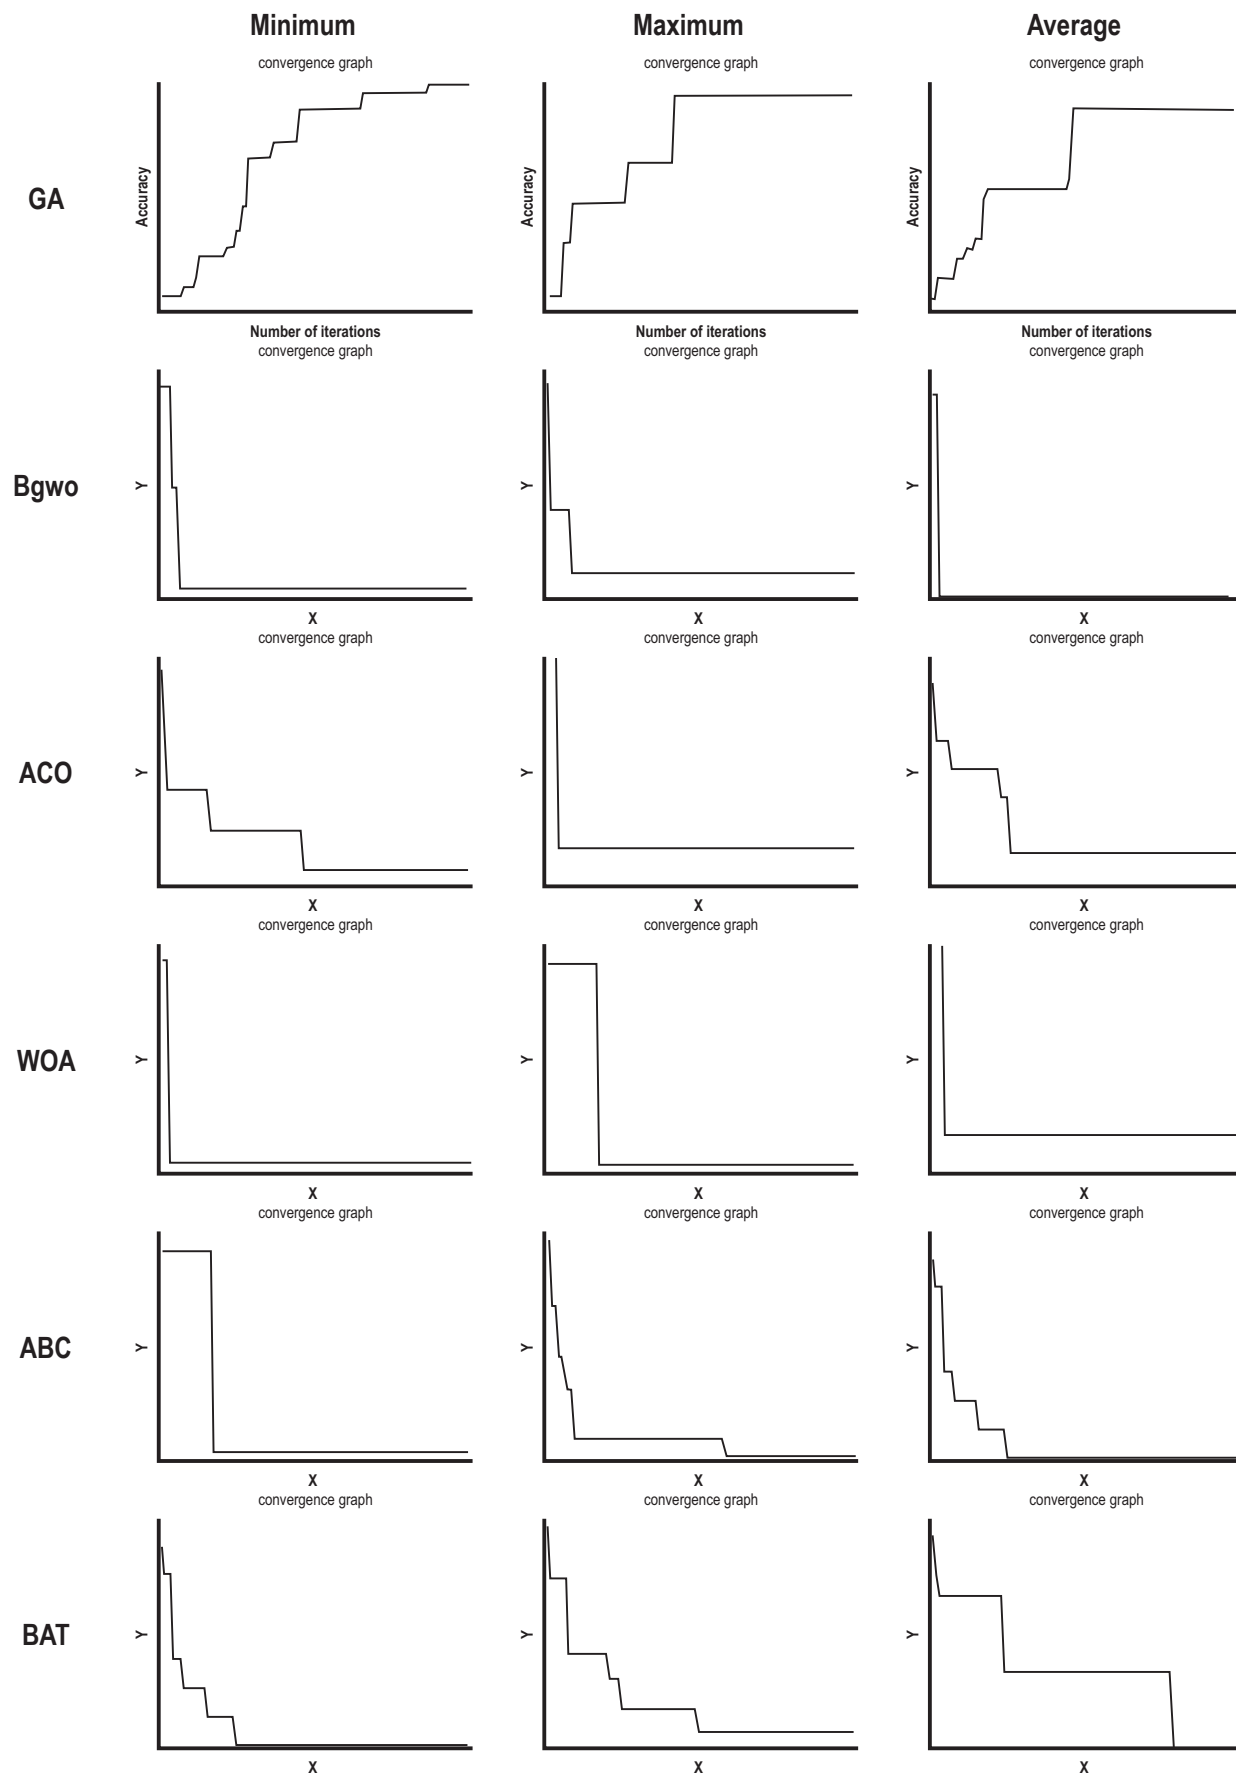 Minimum Maximum Average
convergence graph convergence graph convergence graph
GA Accuracy Accuracy Accuracy
Number of iterations Number of iterations Number of iterations
convergence graph convergence graph convergence graph
Bgwo Y Y Y
X X X
convergence graph convergence graph convergence graph
ACO Y Y Y
X X X
convergence graph convergence graph convergence graph
WOA Y Y Y
X X X
convergence graph convergence graph convergence graph
ABC Y Y Y
X X X
convergence graph convergence graph convergence graph
BAT Y Y Y
X X X